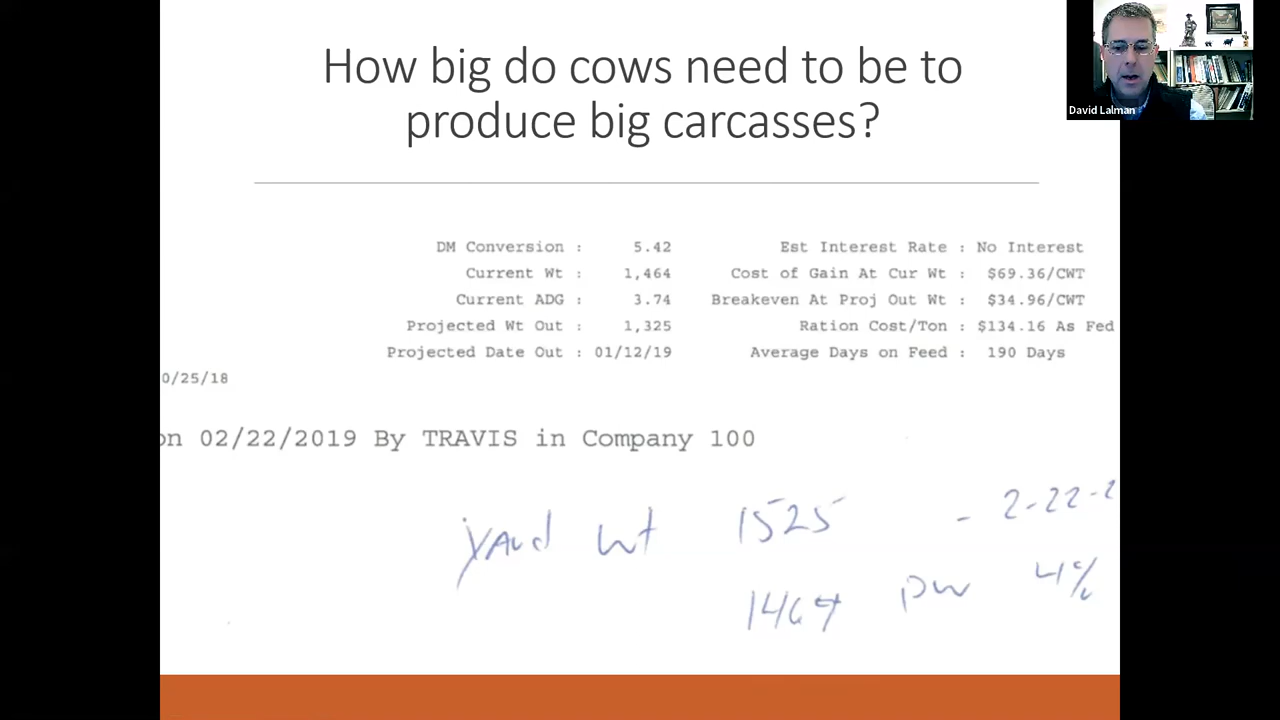 How big do cows need to be to
produce big carcasses?
David Lalman
DM Conversion : 5.42 Est Interest Rate : No Interest
Current Wt : 1,464 Cost of Gain At Cur Wt : $69.36/CWT
Current ADG : 3.74 Breakeven At Proj Out Wt : $34.96/CWT
Projected Wt Out : 1,325 Ration Cost/Ton : $134.16 As Fed
Projected Date Out : 01/12/19 Average Days on Feed : 190 Days
0/25/18
on 02/22/2019 By TRAVIS in Company 100
Yard wt 1525 - 2-22-2
1464 pw 4%